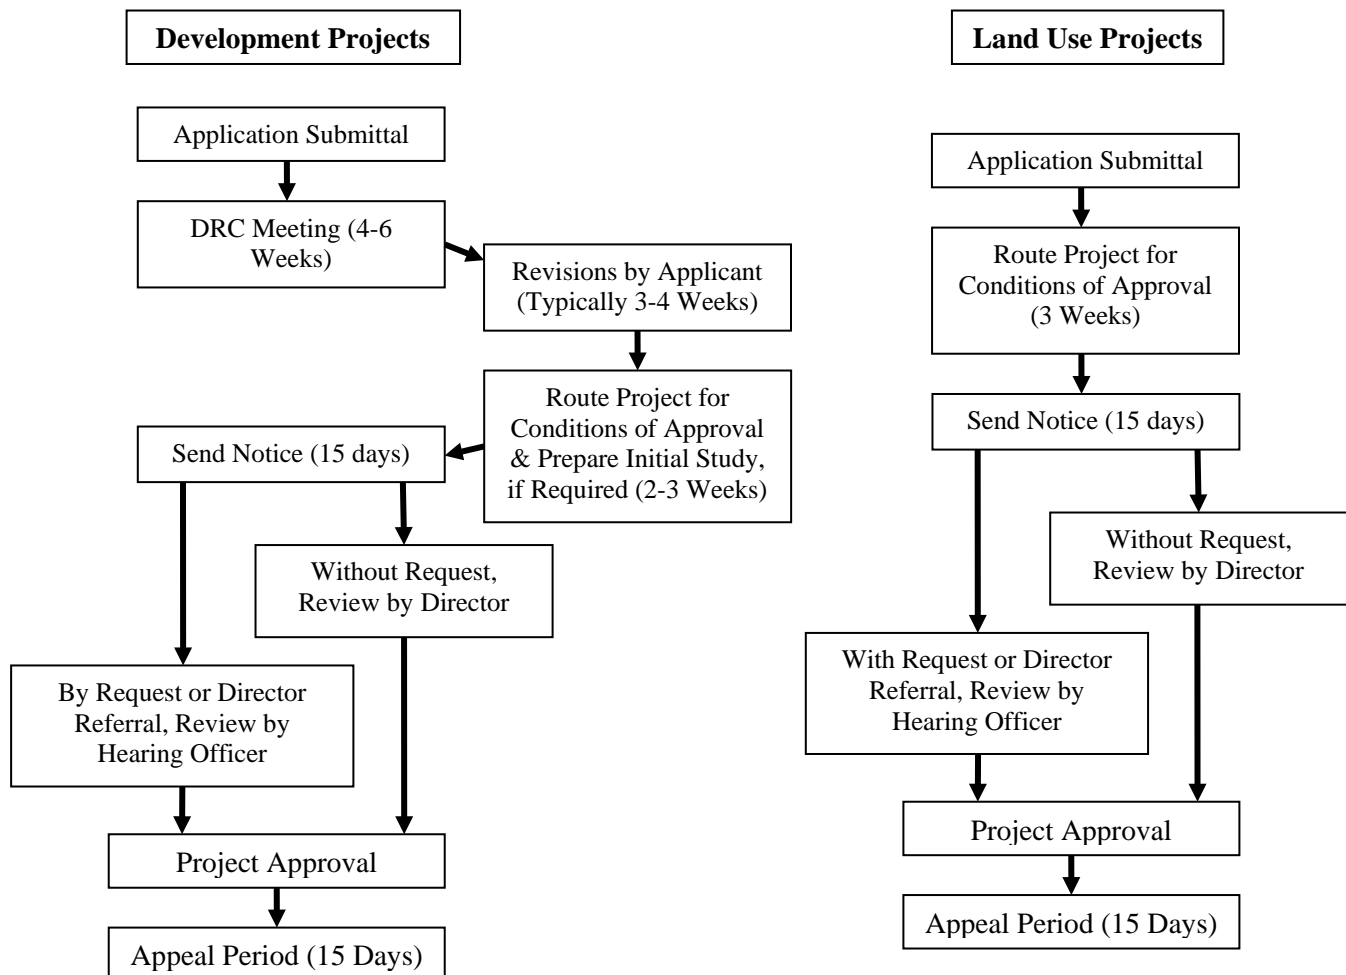 Development Projects
Application Submittal
DRC Meeting (4-6
Weeks)
Revisions by Applicant
(Typically 3-4 Weeks)
Route Project for
Conditions of Approval
& Prepare Initial Study,
if Required (2-3 Weeks)
Send Notice (15 days)
Without Request,
Review by Director
By Request or Director
Referral, Review by
Hearing Officer
Project Approval
Appeal Period (15 Days)
Land Use Projects
Application Submittal
Route Project for
Conditions of Approval
(3 Weeks)
Send Notice (15 days)
Without Request,
Review by Director
With Request or Director
Referral, Review by
Hearing Officer
Project Approval
Appeal Period (15 Days)